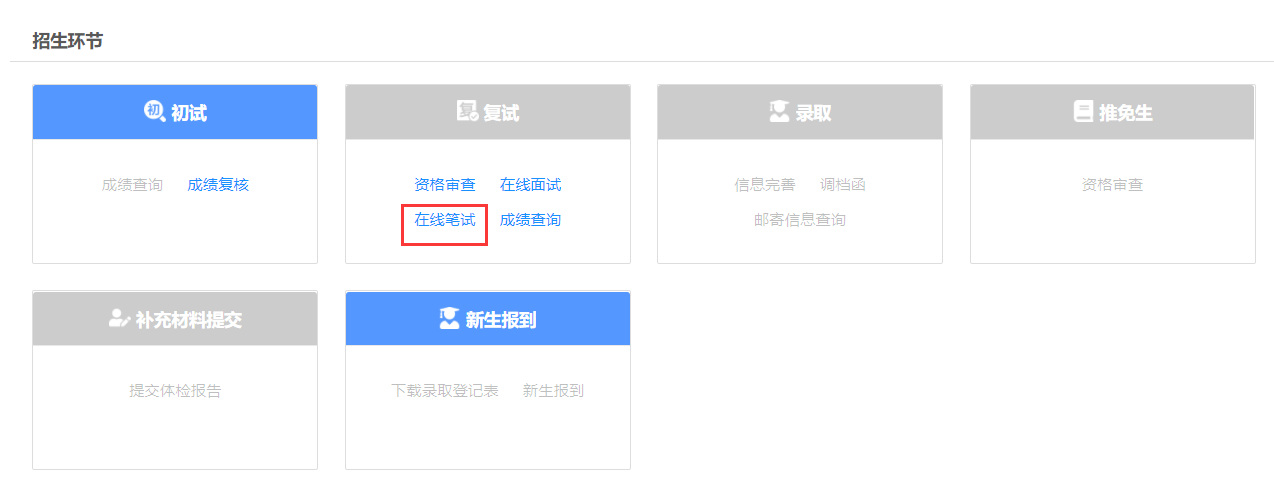 招生环节
初试
成绩查询 成绩复核
复试
资格审查 在线面试
在线笔试 成绩查询
录取
信息完善 调档函
邮寄信息查询
推免生
资格审查
补充材料提交
提交体检报告
新生报到
下载录取登记表 新生报到